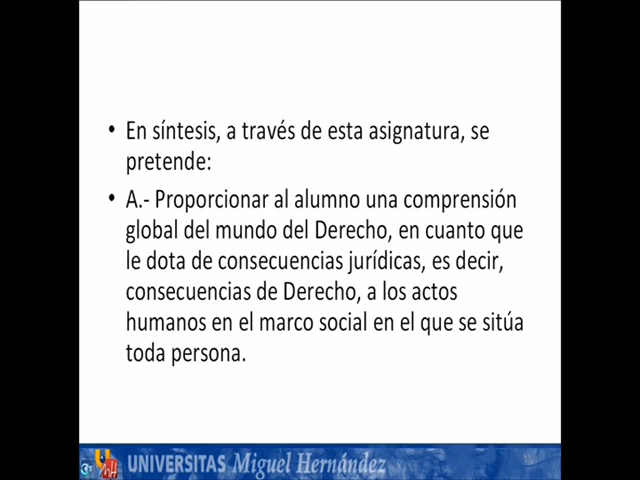 • En síntesis, a través de esta asignatura, se
pretende:
• A.- Proporcionar al alumno una comprensión
global del mundo del Derecho, en cuanto que
le dota de consecuencias jurídicas, es decir,
consecuencias de Derecho, a los actos
humanos en el marco social en el que se sitúa
toda persona.
UNIVERSITAS Miguel Hernández